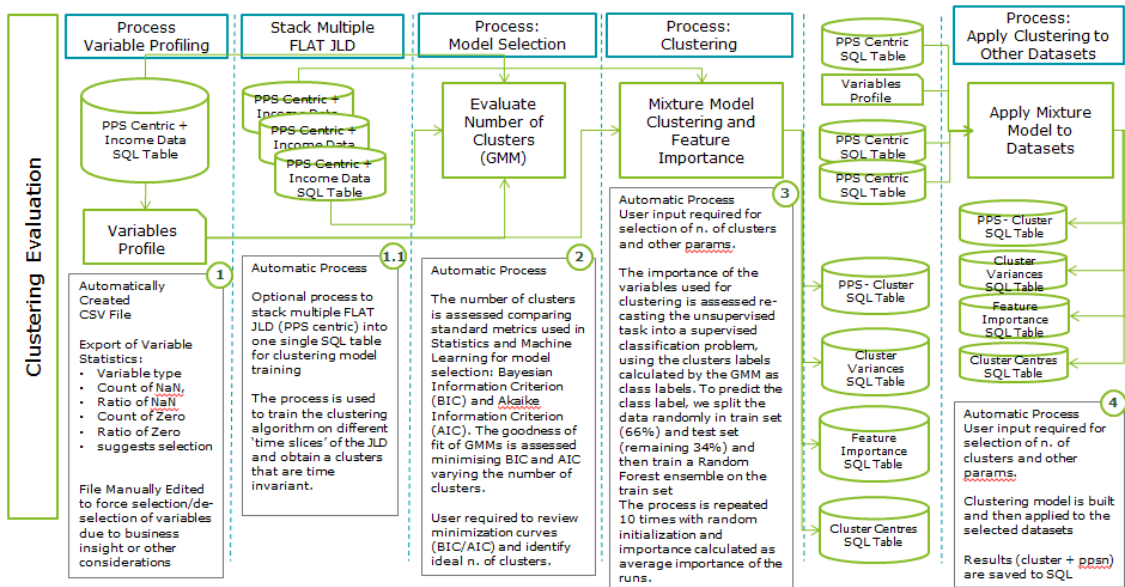 Clustering Evaluation
Process
Variable Profiling
PPS Centric +
Income Data
SQL Table
Variables
Profile
1
Automatically
Created
CSV File
Export of Variable
Statistics:
• Variable type
• Count of NaN,
• Ratio of NaN
• Count of Zero
• Ratio of Zero
• suggests selection
File Manually Edited
to force selection/de-
selection of variables
due to business
insight or other
considerations
Stack Multiple
FLAT JLD
PPS Centric +
Income Data
PPS Centric +
Income Data
PPS Centric +
Income Data
SQL Table
1.1
Automatic Process
Optional process to
stack multiple FLAT
JLD (PPS centric) into
one single SQL table
for clustering model
training
The process is used
to train the clustering
algorithm on different
‘time slices’ of the JLD
and obtain a clusters
that are time
invariant.
Process:
Model Selection
Evaluate
Number of
Clusters
(GMM)
2
Automatic Process
The number of clusters
is assessed comparing
standard metrics used in
Statistics and Machine
Learning for model
selection: Bayesian
Information Criterion
(BIC) and Akaike
Information Criterion
(AIC). The goodness of
fit of GMMs is assessed
minimising BIC and AIC
varying the number of
clusters.
User required to review
minimization curves
(BIC/AIC) and identify
ideal n. of clusters.
Process:
Clustering
Mixture Model
Clustering and
Feature
Importance
3
Automatic Process
User input required for
selection of n. of clusters
and other params.
The importance of the
variables used for
clustering is assessed re-
casting the unsupervised
task into a supervised
classification problem,
using the clusters labels
calculated by the GMM as
class labels. To predict the
class label, we split the
data randomly in train set
(66%) and test set
(remaining 34%) and
then train a Random
Forest ensemble on the
train set
The process is repeated
10 times with random
initialization and
importance calculated as
average importance of the
runs.
PPS Centric
SQL Table
Variables
Profile
PPS Centric
SQL Table
PPS Centric
SQL Table
PPS - Cluster
SQL Table
Cluster
Variances
SQL Table
Feature
Importance
SQL Table
Cluster Centres
SQL Table
Process:
Apply Clustering to
Other Datasets
Apply Mixture
Model to
Datasets
PPS - Cluster
SQL Table
Cluster
Variances
SQL Table
Feature
Importance
SQL Table
Cluster Centres
SQL Table
4
Automatic Process
User input required for
selection of n. of
clusters and other
params.
Clustering model is built
and then applied to the
selected datasets
Results (cluster + ppsn)
are saved to SQL